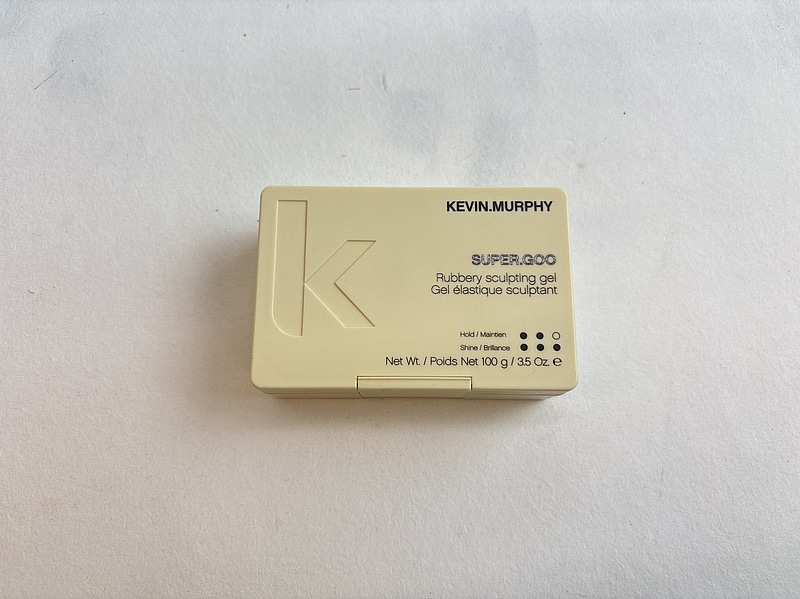 KEVIN.MURPHY
SUPER.GOO
Rubbery sculpting gel
Gel élastique sculptant
Hold / Maintien
Shine / Brillance
Net Wt. / Poids Net 100 g / 3.5 Oz. ℮